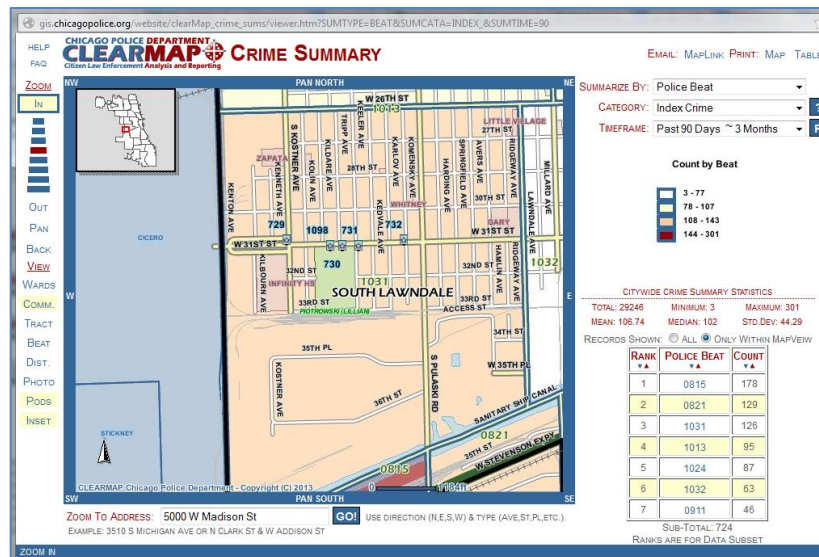 gis.chicagopolice.org/website/clearMap_crime_sums/viewer.htm?SUMTYPE=BEAT&SUMCATA=INDEX_&SUMTIME=90
HELP
FAQ
CHICAGO POLICE DEPARTMENT
CLEARMAP CRIME SUMMARY
Citizen Law Enforcement Analysis and Reporting
EMAIL: MAPLINK PRINT: MAP TABLE
ZOOM
IN
OUT
PAN
BACK
VIEW
WARDS
COMM.
TRACT
BEAT
DIST.
PHOTO
PODS
INSET
NW
PAN NORTH
NE
W 26TH ST
1013
LITTLE VILLAGE
27TH ST
S KOSTNER AVE
KILDARE AVE
TRIPP AVE
KEELER AVE
KARLOV AVE
KOMENSKY AVE
HARDING AVE
SPRINGFIELD AVE
AVERS AVE
RIDGEWAY AVE
MILLARD AVE
ZAPATA
KENNETH AVE
KOLIN AVE
28TH ST
KENTON AVE
KEDVALE AVE
WHITNEY
30TH ST
LAWNDALE AVE
GARY
729
1098
731
732
W 31ST ST
W 31ST ST
CICERO
730
KILBOURN AVE
32ND ST
INFINITY HS
1031
32ND ST
HAMLIN AVE
RIDGEWAY AVE
1032
W
SOUTH LAWNDALE
E
33RD ST
PIOTROWSKI (LILLIAN)
33RD ST
ACCESS ST
34TH ST
35TH PL
KOSTNER AVE
S PULASKI RD
W 35TH PL
36TH ST
SANITARY SHIP CANAL
0821
35TH ST
W STEVENSON EXPY
STICKNEY
0815
CLEARMAP Chicago Police Department - Copyright (C) 2013
0
1184ft
SW
PAN SOUTH
SE
ZOOM TO ADDRESS: 5000 W Madison St GO! USE DIRECTION (N,E,S,W) & TYPE (AVE,ST,PL,ETC.).
EXAMPLE: 3510 S MICHIGAN AVE OR N CLARK ST & W ADDISON ST
ZOOM IN
SUMMARIZE BY: Police Beat
CATEGORY: Index Crime
TIMEFRAME: Past 90 Days ~ 3 Months
Count by Beat
3 - 77
78 - 107
108 - 143
144 - 301
CITYWIDE CRIME SUMMARY STATISTICS
TOTAL: 29246 MINIMUM: 3 MAXIMUM: 301
MEAN: 106.74 MEDIAN: 102 STD.DEV: 44.29
RECORDS SHOWN: ALL ONLY WITHIN MAPVEIW
RANK POLICE BEAT COUNT
1 0815 178
2 0821 129
3 1031 126
4 1013 95
5 1024 87
6 1032 63
7 0911 46
SUB-TOTAL: 724
RANKS ARE FOR DATA SUBSET